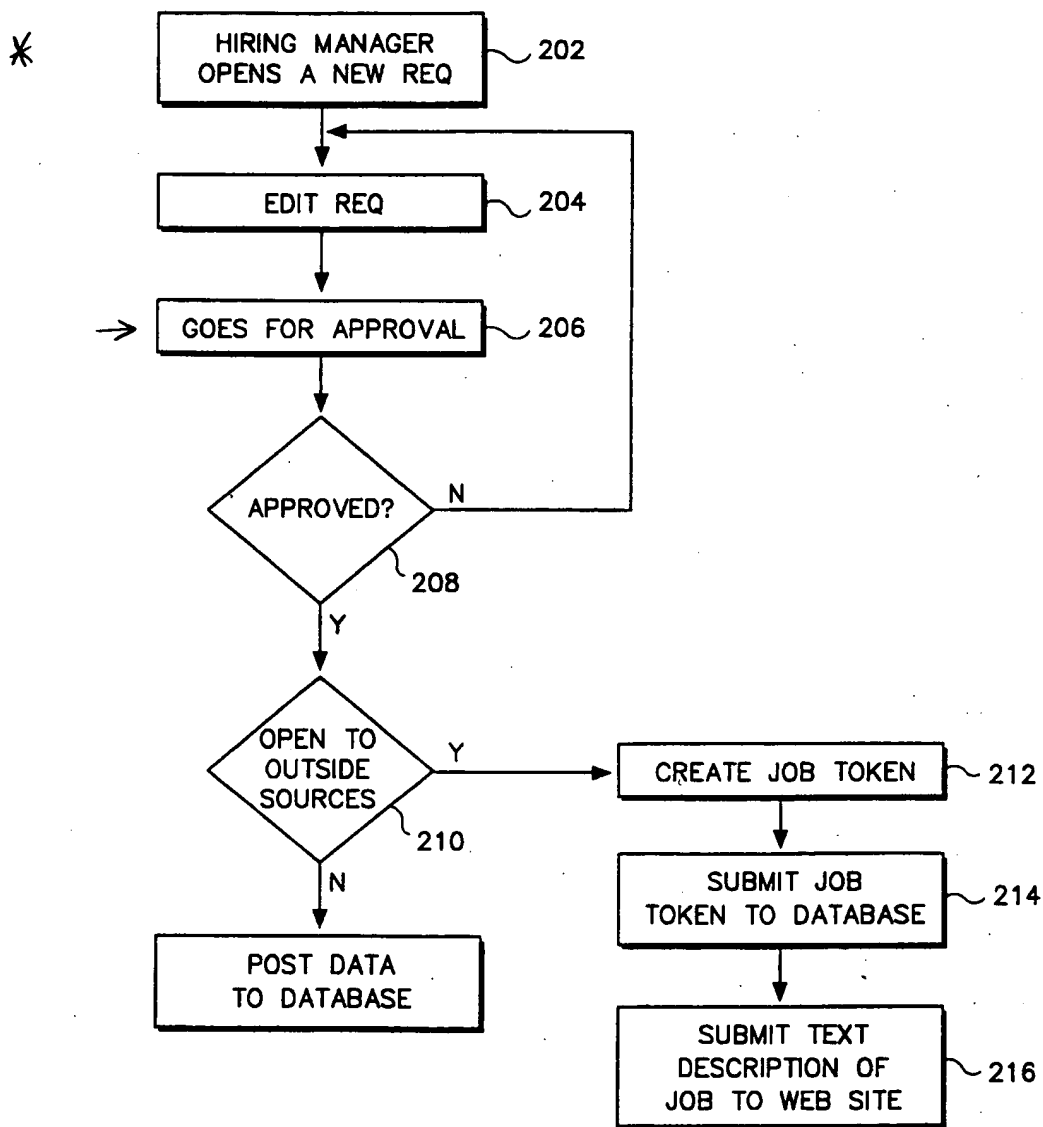 HIRING MANAGER
OPENS A NEW REQ
202
EDIT REQ
204
GOES FOR APPROVAL
206
APPROVED?
N
208
Y
OPEN TO
OUTSIDE
SOURCES
Y
210
N
CREATE JOB TOKEN
212
SUBMIT JOB
TOKEN TO DATABASE
214
POST DATA
TO DATABASE
SUBMIT TEXT
DESCRIPTION OF
JOB TO WEB SITE
216